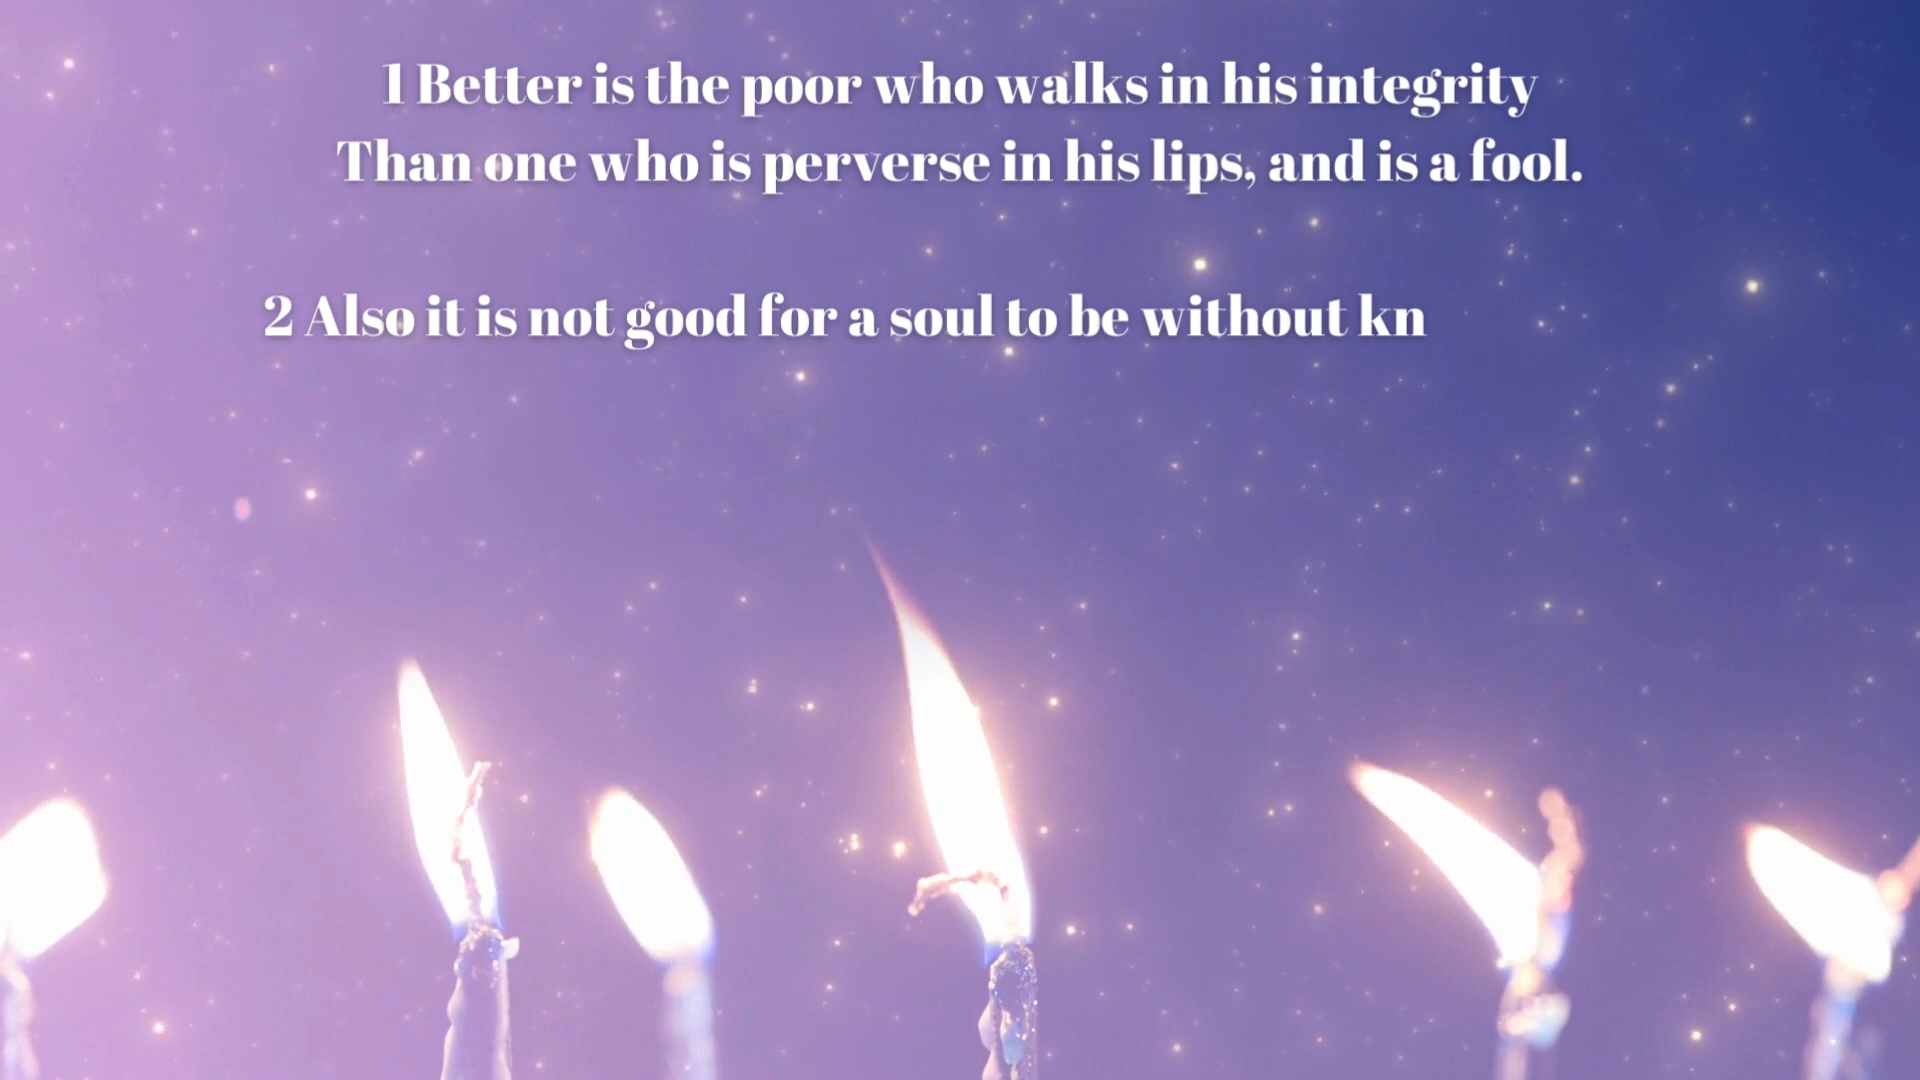 1 Better is the poor who walks in his integrity
Than one who is perverse in his lips, and is a fool.
2 Also it is not good for a soul to be without kn